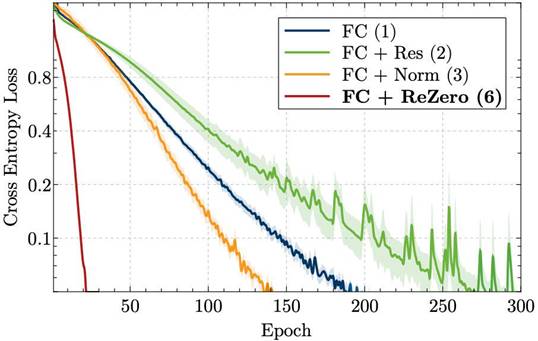 FC (1)
FC + Res (2)
FC + Norm (3)
FC + ReZero (6)
Cross Entropy Loss
0.8
0.4
0.2
0.1
50
100
150
200
250
300
Epoch